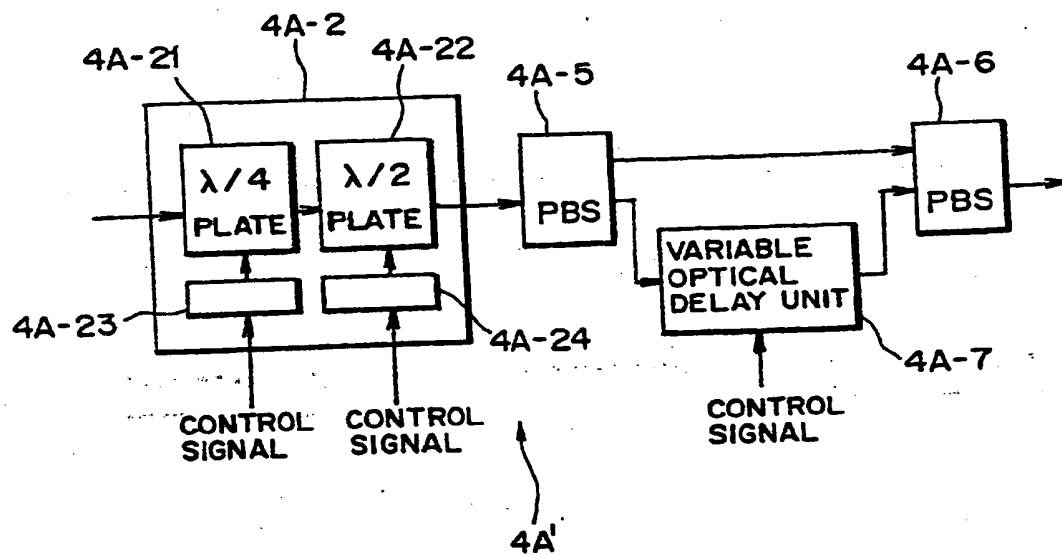 4A-2
4A-21
4A-22
4A-5
4A-6
λ/4
PLATE
λ/2
PLATE
PBS
PBS
VARIABLE
OPTICAL
DELAY UNIT
4A-23
4A-24
4A-7
CONTROL
SIGNAL
CONTROL
SIGNAL
CONTROL
SIGNAL
4A'